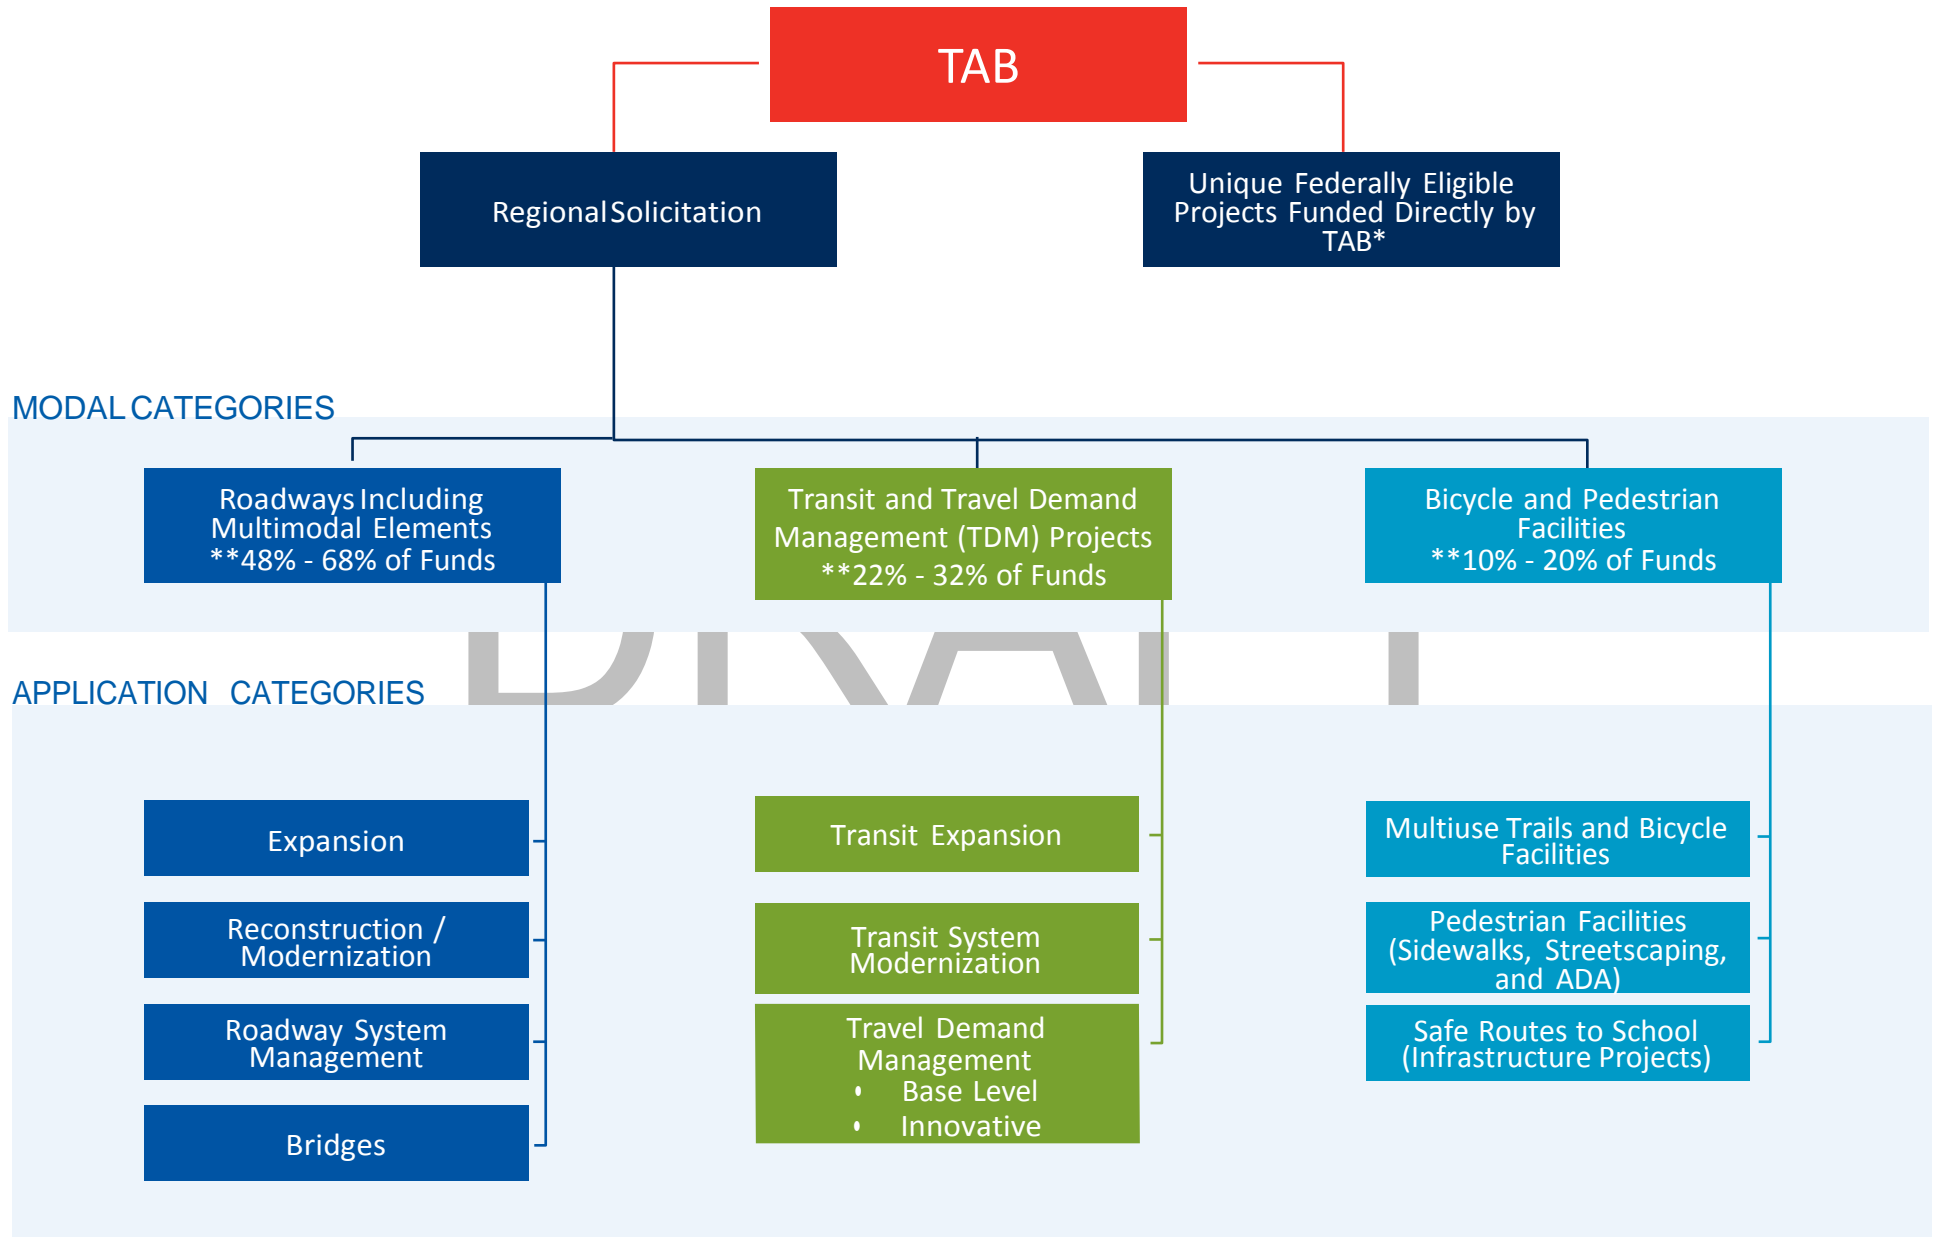 TAB
Regional Solicitation
Unique Federally Eligible
Projects Funded Directly by
TAB*
MODAL CATEGORIES
Roadways Including
Multimodal Elements
**48% - 68% of Funds
Transit and Travel Demand
Management (TDM) Projects
**22% - 32% of Funds
Bicycle and Pedestrian
Facilities
**10% - 20% of Funds
DRAFT
APPLICATION CATEGORIES
Expansion
Reconstruction /
Modernization
Roadway System
Management
Bridges
Transit Expansion
Transit System
Modernization
Travel Demand
Management
• Base Level
• Innovative
Multiuse Trails and Bicycle
Facilities
Pedestrian Facilities
(Sidewalks, Streetscaping,
and ADA)
Safe Routes to School
(Infrastructure Projects)